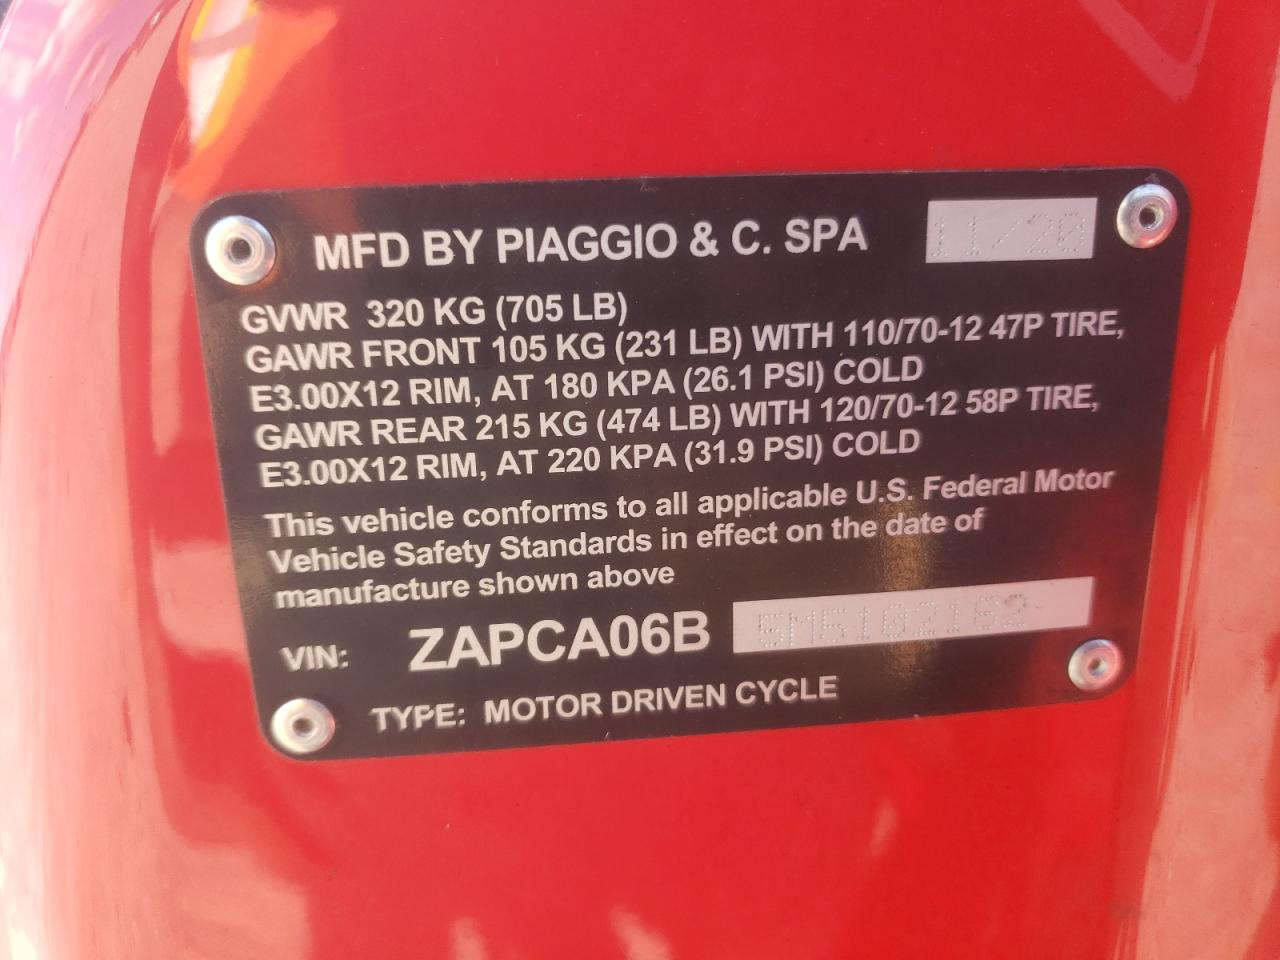 MFD BY PIAGGIO & C. SPA 11/20
GVWR 320 KG (705 LB)
GAWR FRONT 105 KG (231 LB) WITH 110/70-12 47P TIRE,
E3.00X12 RIM, AT 180 KPA (26.1 PSI) COLD
GAWR REAR 215 KG (474 LB) WITH 120/70-12 58P TIRE,
E3.00X12 RIM, AT 220 KPA (31.9 PSI) COLD
This vehicle conforms to all applicable U.S. Federal Motor
Vehicle Safety Standards in effect on the date of
manufacture shown above
VIN: ZAPCA06B 5M5102162
TYPE: MOTOR DRIVEN CYCLE